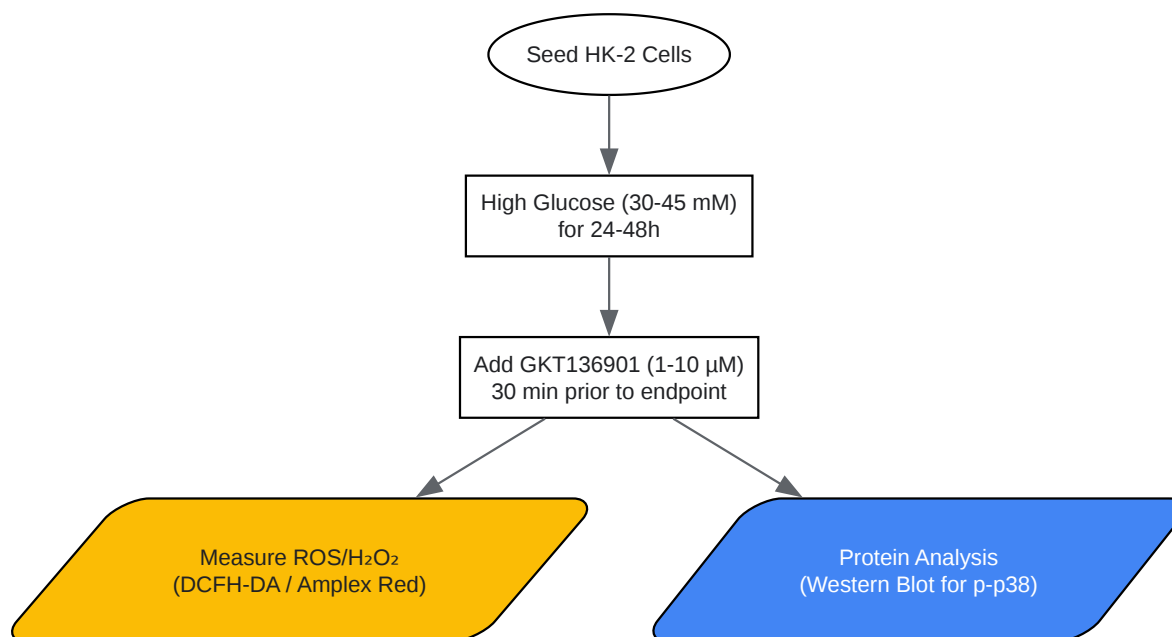 Seed HK-2 Cells
High Glucose (30-45 mM)
for 24-48h
Add GKT136901 (1-10 µM)
30 min prior to endpoint
Measure ROS/H₂O₂
(DCFH-DA / Amplex Red)
Protein Analysis
(Western Blot for p-p38)